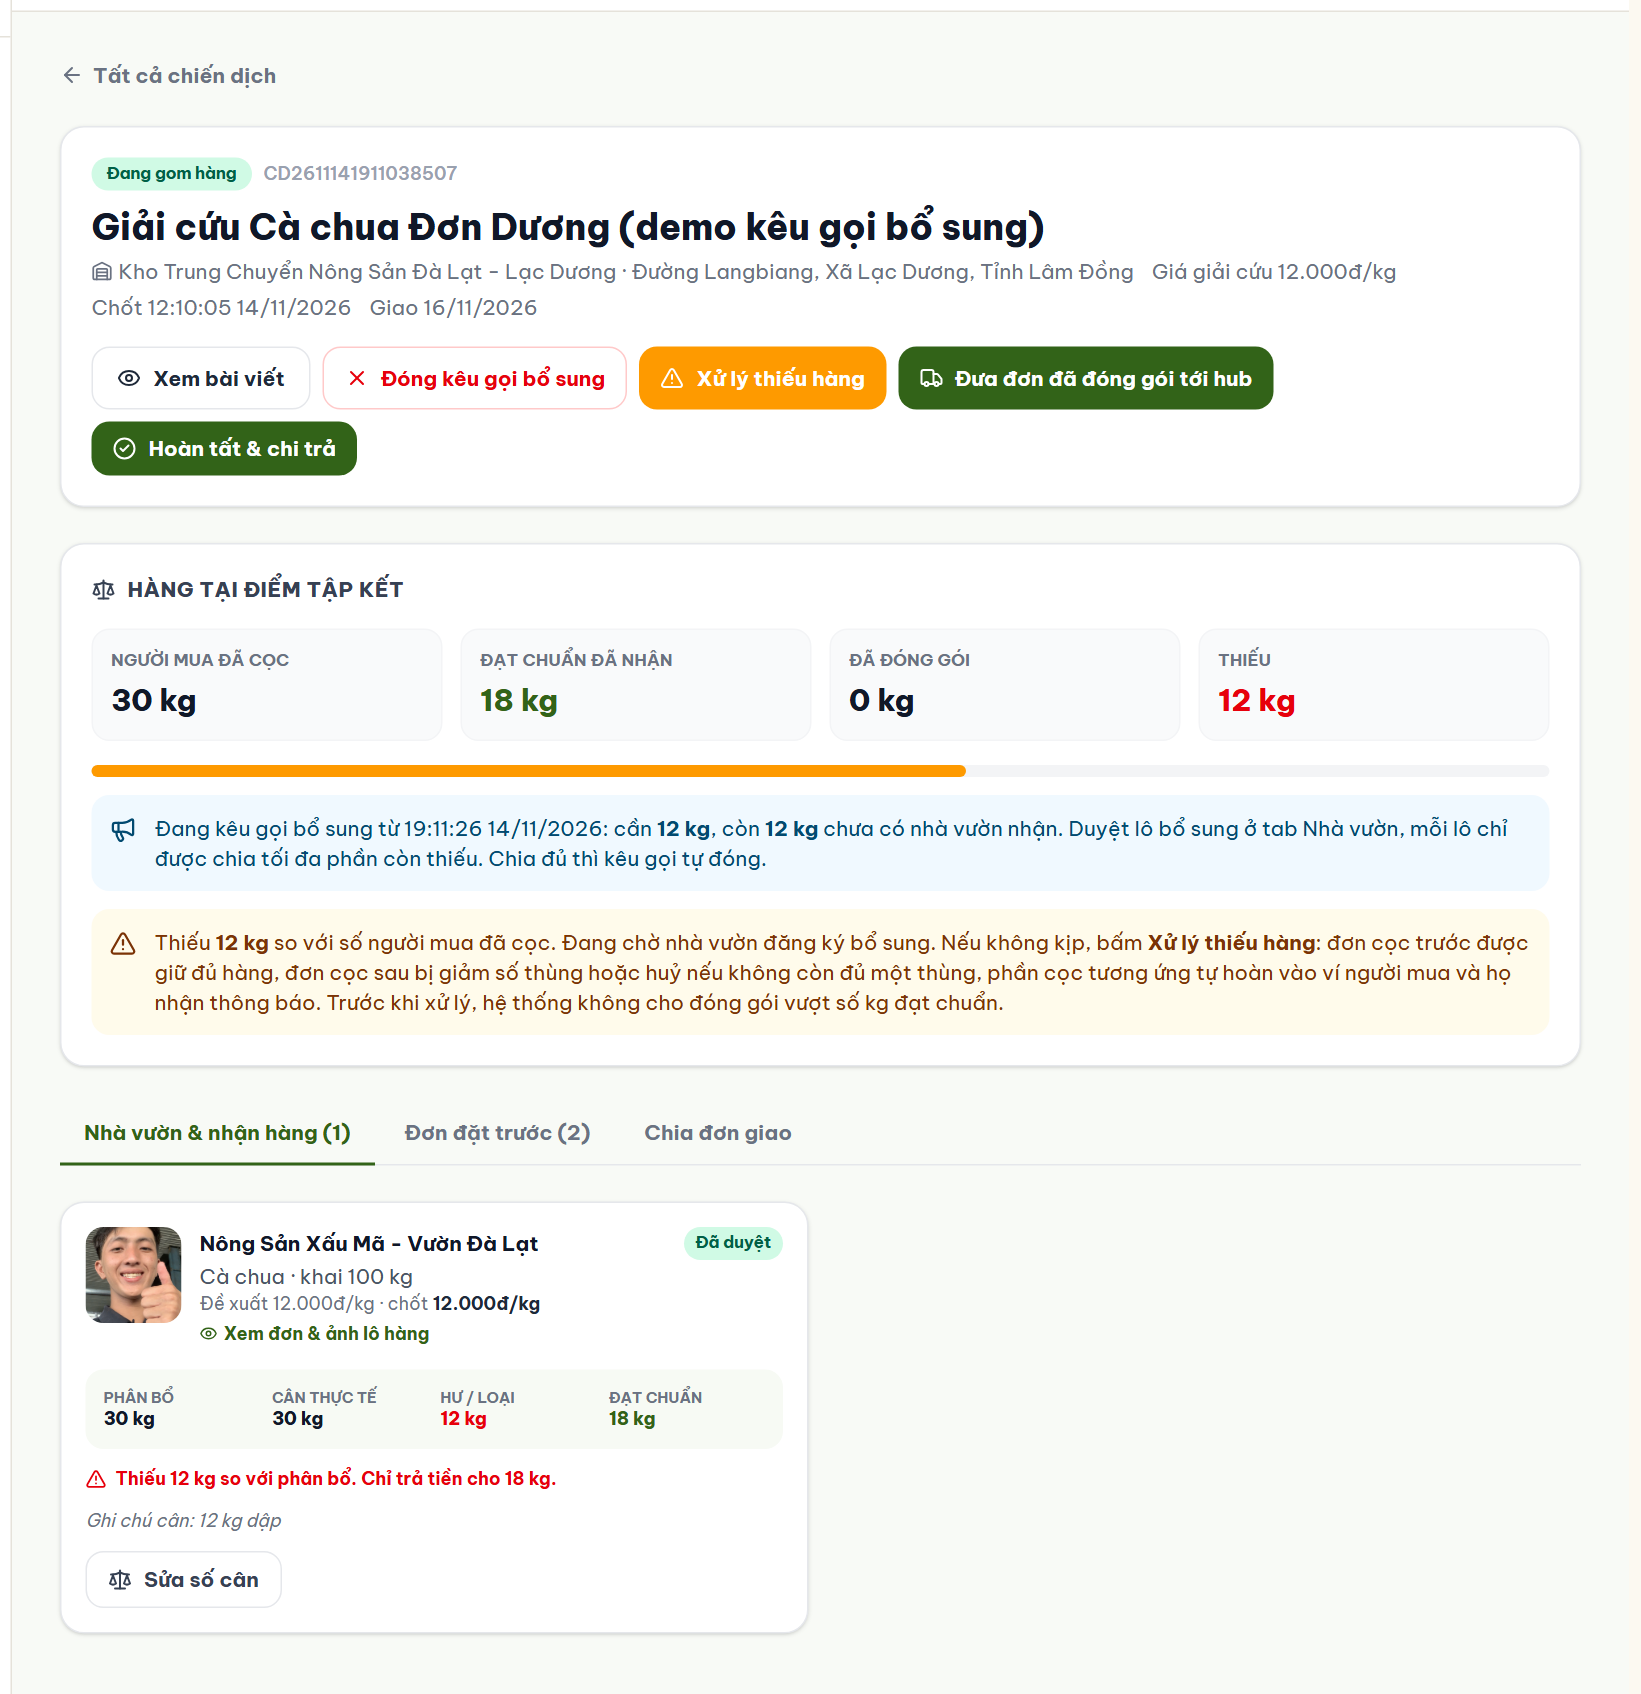 Tất cả chiến dịch
Đang gom hàng CD2611141911038507
Giải cứu Cà chua Đơn Dương (demo kêu gọi bổ sung)
Kho Trung Chuyển Nông Sản Đà Lạt - Lạc Dương · Đường Langbiang, Xã Lạc Dương, Tỉnh Lâm Đồng Giá giải cứu 12.000đ/kg
Chốt 12:10:05 14/11/2026 Giao 16/11/2026
Xem bài viết Đóng kêu gọi bổ sung Xử lý thiếu hàng Đưa đơn đã đóng gói tới hub
Hoàn tất & chi trả
HÀNG TẠI ĐIỂM TẬP KẾT
NGƯỜI MUA ĐÃ CỌC ĐẠT CHUẨN ĐÃ NHẬN ĐÃ ĐÓNG GÓI THIẾU
30 kg 18 kg 0 kg 12 kg
Đang kêu gọi bổ sung từ 19:11:26 14/11/2026: cần 12 kg, còn 12 kg chưa có nhà vườn nhận. Duyệt lô bổ sung ở tab Nhà vườn, mỗi lô chỉ
được chia tối đa phần còn thiếu. Chia đủ thì kêu gọi tự đóng.
Thiếu 12 kg so với số người mua đã cọc. Đang chờ nhà vườn đăng ký bổ sung. Nếu không kịp, bấm Xử lý thiếu hàng: đơn cọc trước được
giữ đủ hàng, đơn cọc sau bị giảm số thùng hoặc huỷ nếu không còn đủ một thùng, phần cọc tương ứng tự hoàn vào ví người mua và họ
nhận thông báo. Trước khi xử lý, hệ thống không cho đóng gói vượt số kg đạt chuẩn.
Nhà vườn & nhận hàng (1) Đơn đặt trước (2) Chia đơn giao
Nông Sản Xấu Mã - Vườn Đà Lạt Đã duyệt
Cà chua · khai 100 kg
Đề xuất 12.000đ/kg · chốt 12.000đ/kg
Xem đơn & ảnh lô hàng
PHÂN BỔ CÂN THỰC TẾ HƯ / LOẠI ĐẠT CHUẨN
30 kg 30 kg 12 kg 18 kg
Thiếu 12 kg so với phân bổ. Chỉ trả tiền cho 18 kg.
Ghi chú cân: 12 kg dập
Sửa số cân